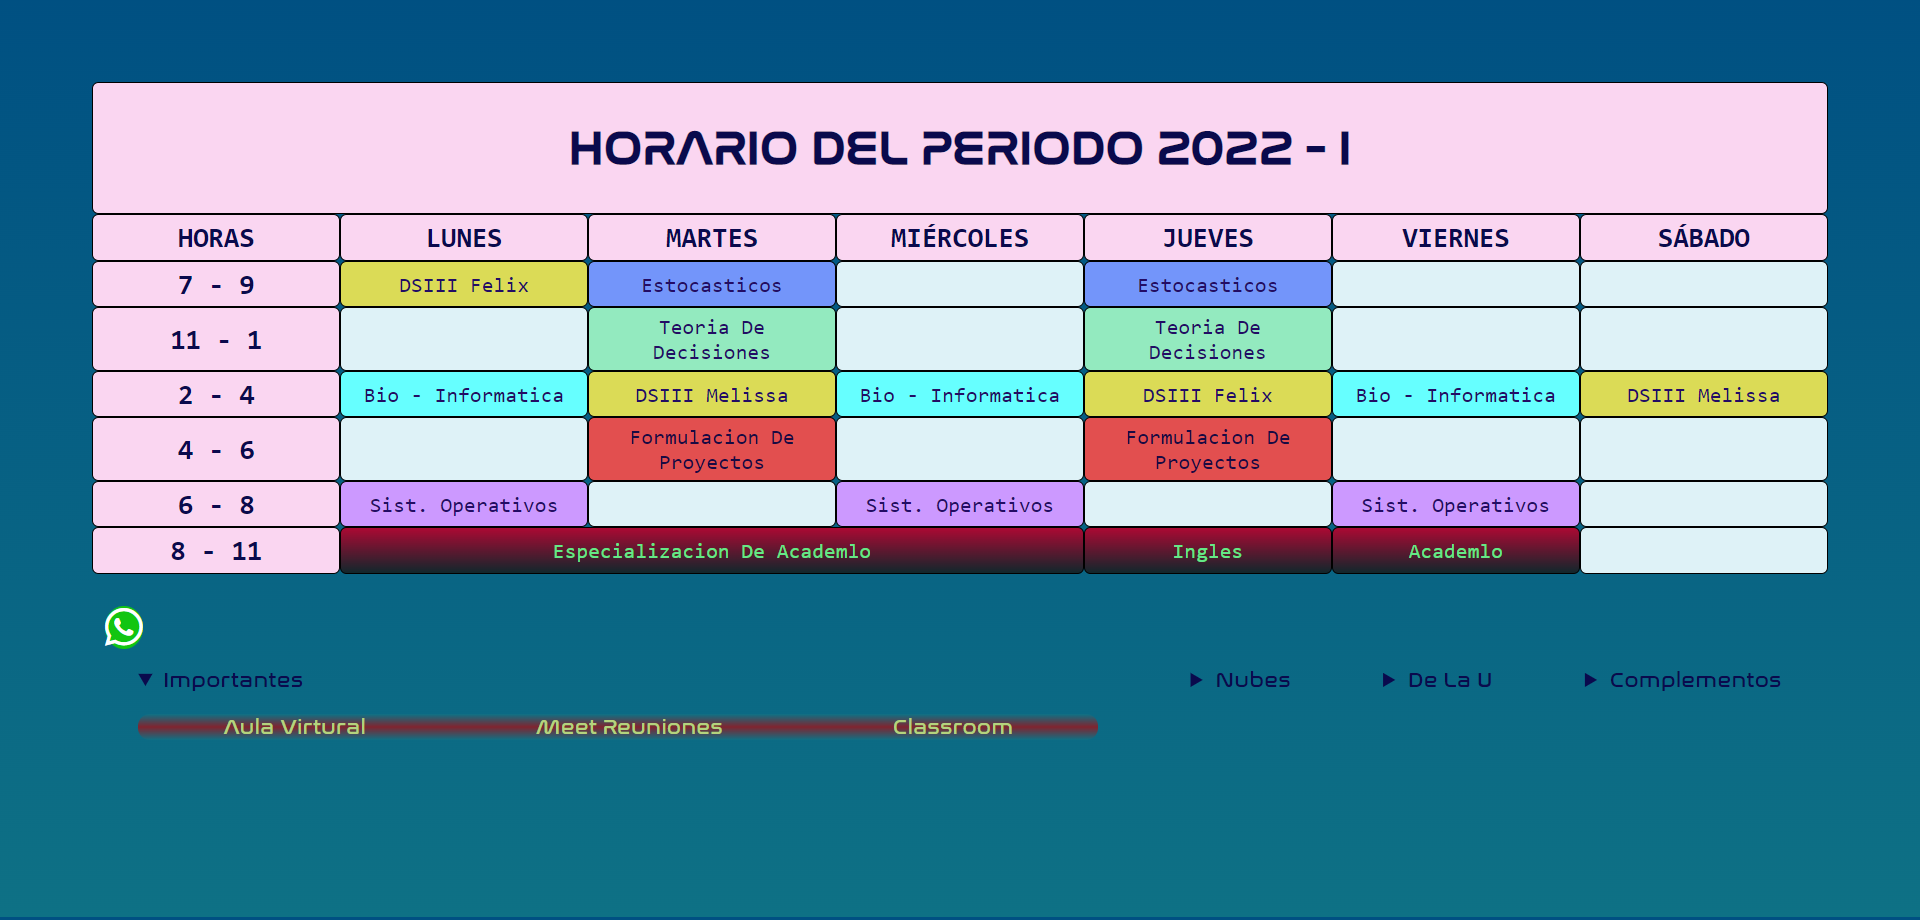 HORARIO DEL PERIODO 2022 - I
HORAS LUNES MARTES MIÉRCOLES JUEVES VIERNES SÁBADO
7 - 9 DSIII Felix Estocasticos Estocasticos
11 - 1 Teoria De Decisiones Teoria De Decisiones
2 - 4 Bio - Informatica DSIII Melissa Bio - Informatica DSIII Felix Bio - Informatica DSIII Melissa
4 - 6 Formulacion De Proyectos Formulacion De Proyectos
6 - 8 Sist. Operativos Sist. Operativos Sist. Operativos
8 - 11 Especializacion De Academlo Ingles Academlo
Importantes Nubes De La U Complementos
Aula Virtural Meet Reuniones Classroom